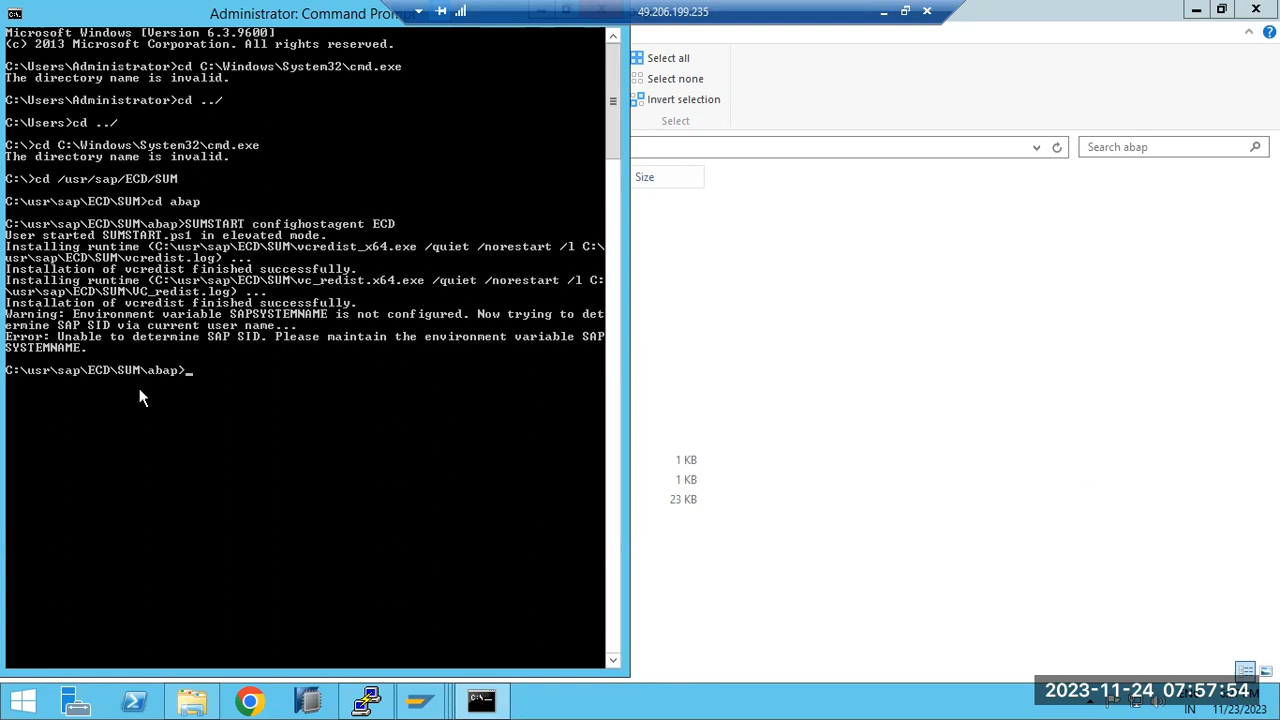 Administrator: Command Promp
49.206.199.235
Microsoft Windows [Version 6.3.9600]
(c) 2013 Microsoft Corporation. All rights reserved.
C:\Users\Administrator>cd C:\Windows\System32\cmd.exe
The directory name is invalid.
C:\Users\Administrator>cd ../
C:\Users>cd ../
C:\>cd C:\Windows\System32\cmd.exe
The directory name is invalid.
C:\>cd /usr/sap/ECD/SUM
C:\usr\sap\ECD\SUM>cd abap
C:\usr\sap\ECD\SUM\abap>SUMSTART confighostagent ECD
User started SUMSTART.ps1 in elevated mode.
Installing runtime (C:\usr\sap\ECD\SUM\vcredist_x64.exe /quiet /norestart /l C:\
usr\sap\ECD\SUM\vcredist.log) ...
Installation of vcredist finished successfully.
Installing runtime (C:\usr\sap\ECD\SUM\vc_redist.x64.exe /quiet /norestart /l C:
\usr\sap\ECD\SUM\VC_redist.log) ...
Installation of vcredist finished successfully.
Warning: Environment variable SAPSYSTEMNAME is not configured. Now trying to det
ermine SAP SID via current user name...
Error: Unable to determine SAP SID. Please maintain the environment variable SAP
SYSTEMNAME.
C:\usr\sap\ECD\SUM\abap>_
Select all
Select none
Invert selection
Select
Search abap
Size
1 KB
1 KB
23 KB
2023-11-24 07:57:54
IN
11/23/2023